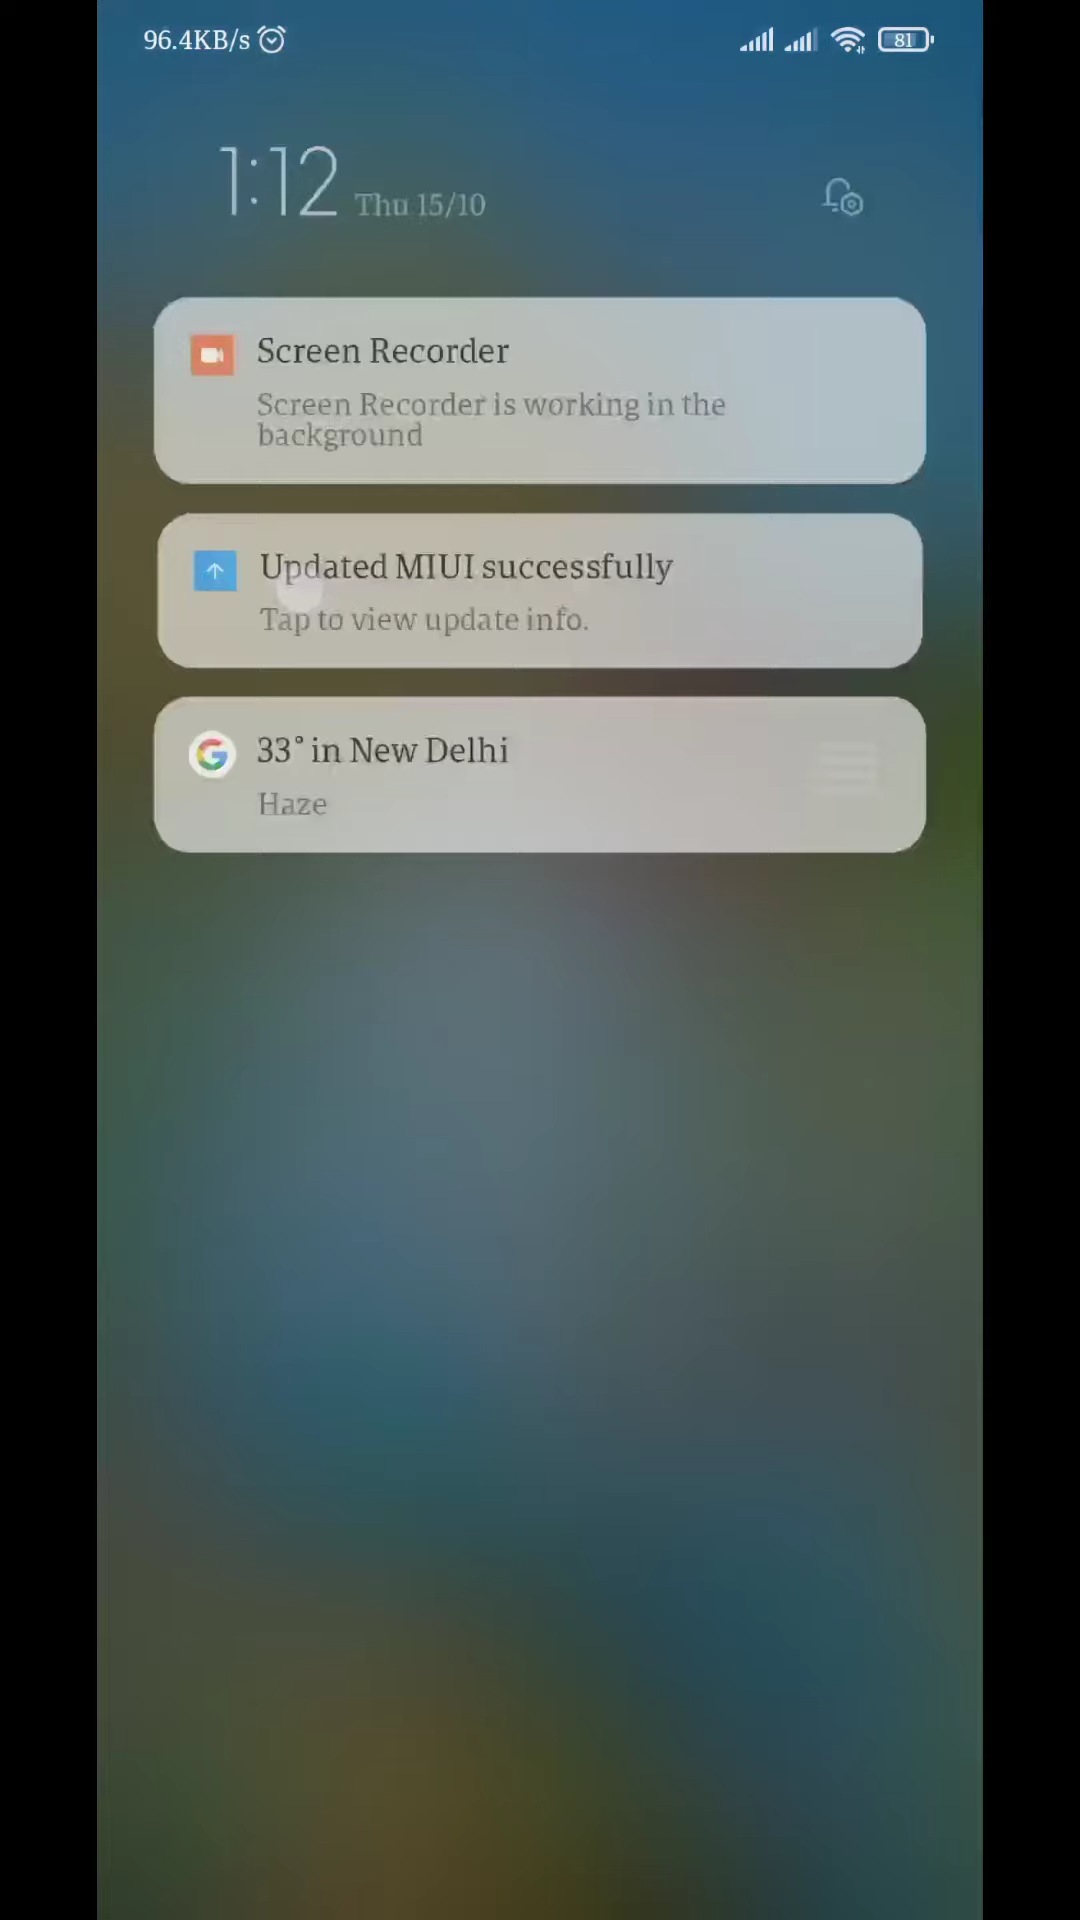 96.4KB/s
81
1:12 Thu 15/10
Screen Recorder
Screen Recorder is working in the
background
Updated MIUI successfully
Tap to view update info.
33° in New Delhi
Haze